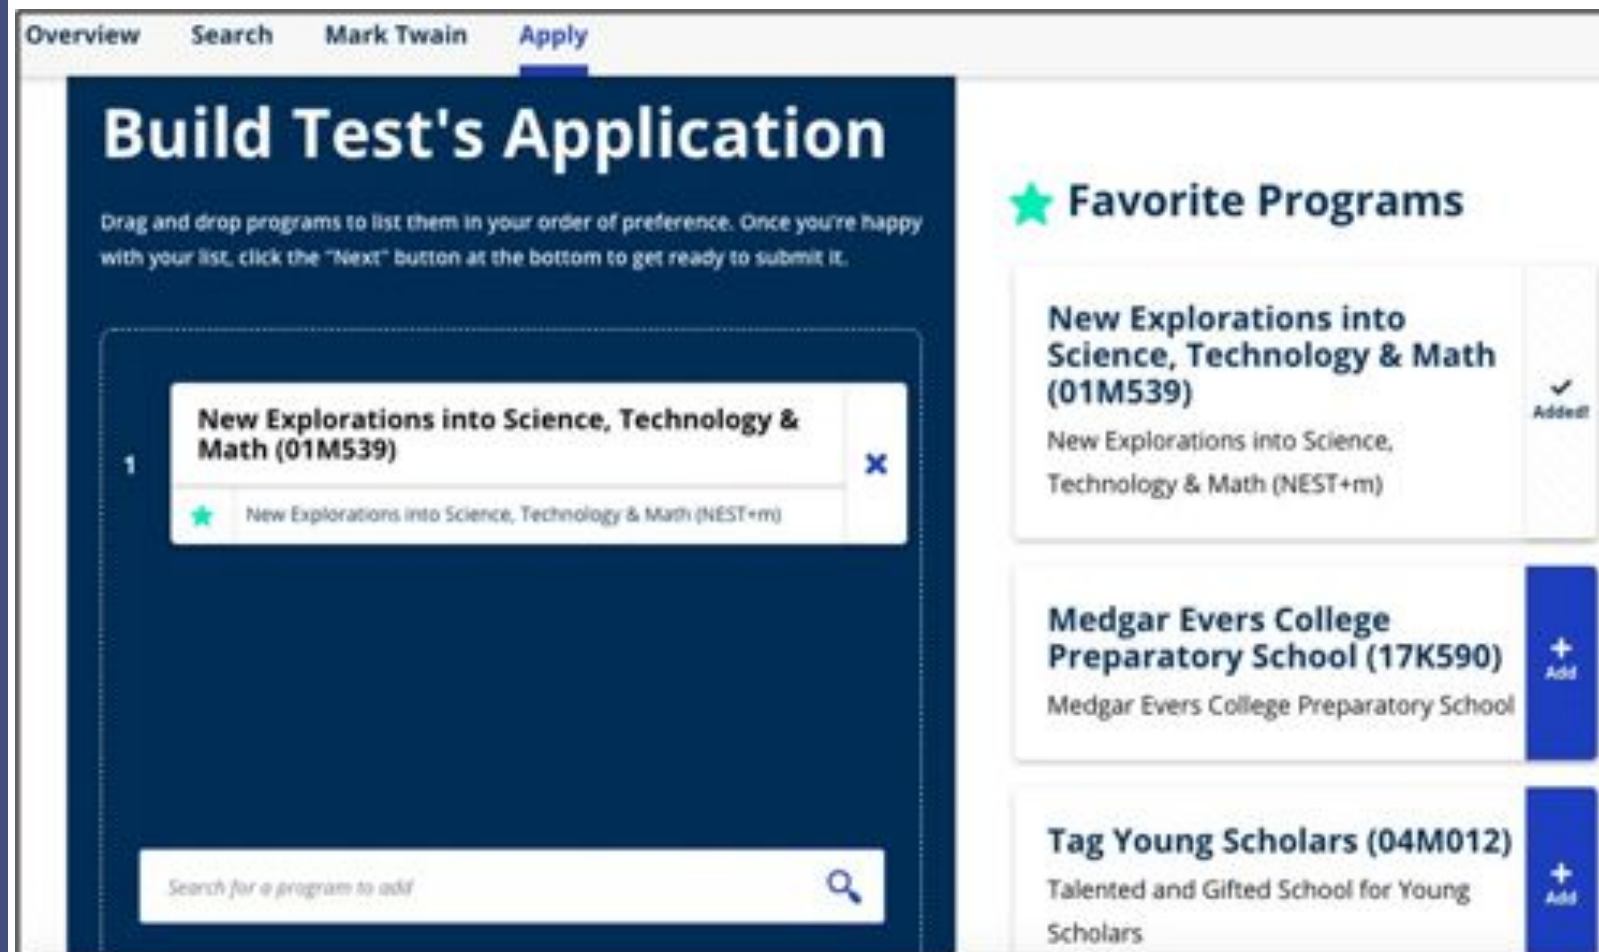 Overview Search Mark Twain Apply
Build Test's Application
Drag and drop programs to list them in your order of preference. Once you're happy
with your list, click the "Next" button at the bottom to get ready to submit it.
1
New Explorations into Science, Technology &
Math (01M539)
New Explorations into Science, Technology & Math (NEST+m)
Search for a program to add
Favorite Programs
New Explorations into
Science, Technology & Math
(01M539)
New Explorations into Science,
Technology & Math (NEST+m)
Added!
Medgar Evers College
Preparatory School (17K590)
Medgar Evers College Preparatory School
Add
Tag Young Scholars (04M012)
Talented and Gifted School for Young
Scholars
Add